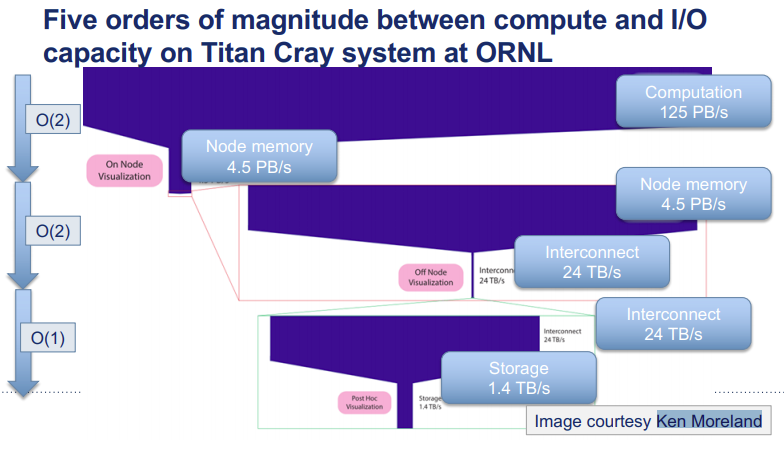 Five orders of magnitude between compute and I/O
capacity on Titan Cray system at ORNL
Computation
125 PB/s
O(2)
Node memory
4.5 PB/s
On Node
Visualization
Node memory
4.5 PB/s
O(2)
Interconnect
24 TB/s
Off Node
Visualization
Interconn
24 TB/s
Interconnect
24 TB/s
O(1)
Interconnect
24 TB/s
Storage
1.4 TB/s
Post Hoc
Visualization
Storage
1.4 TB/s
Image courtesy Ken Moreland